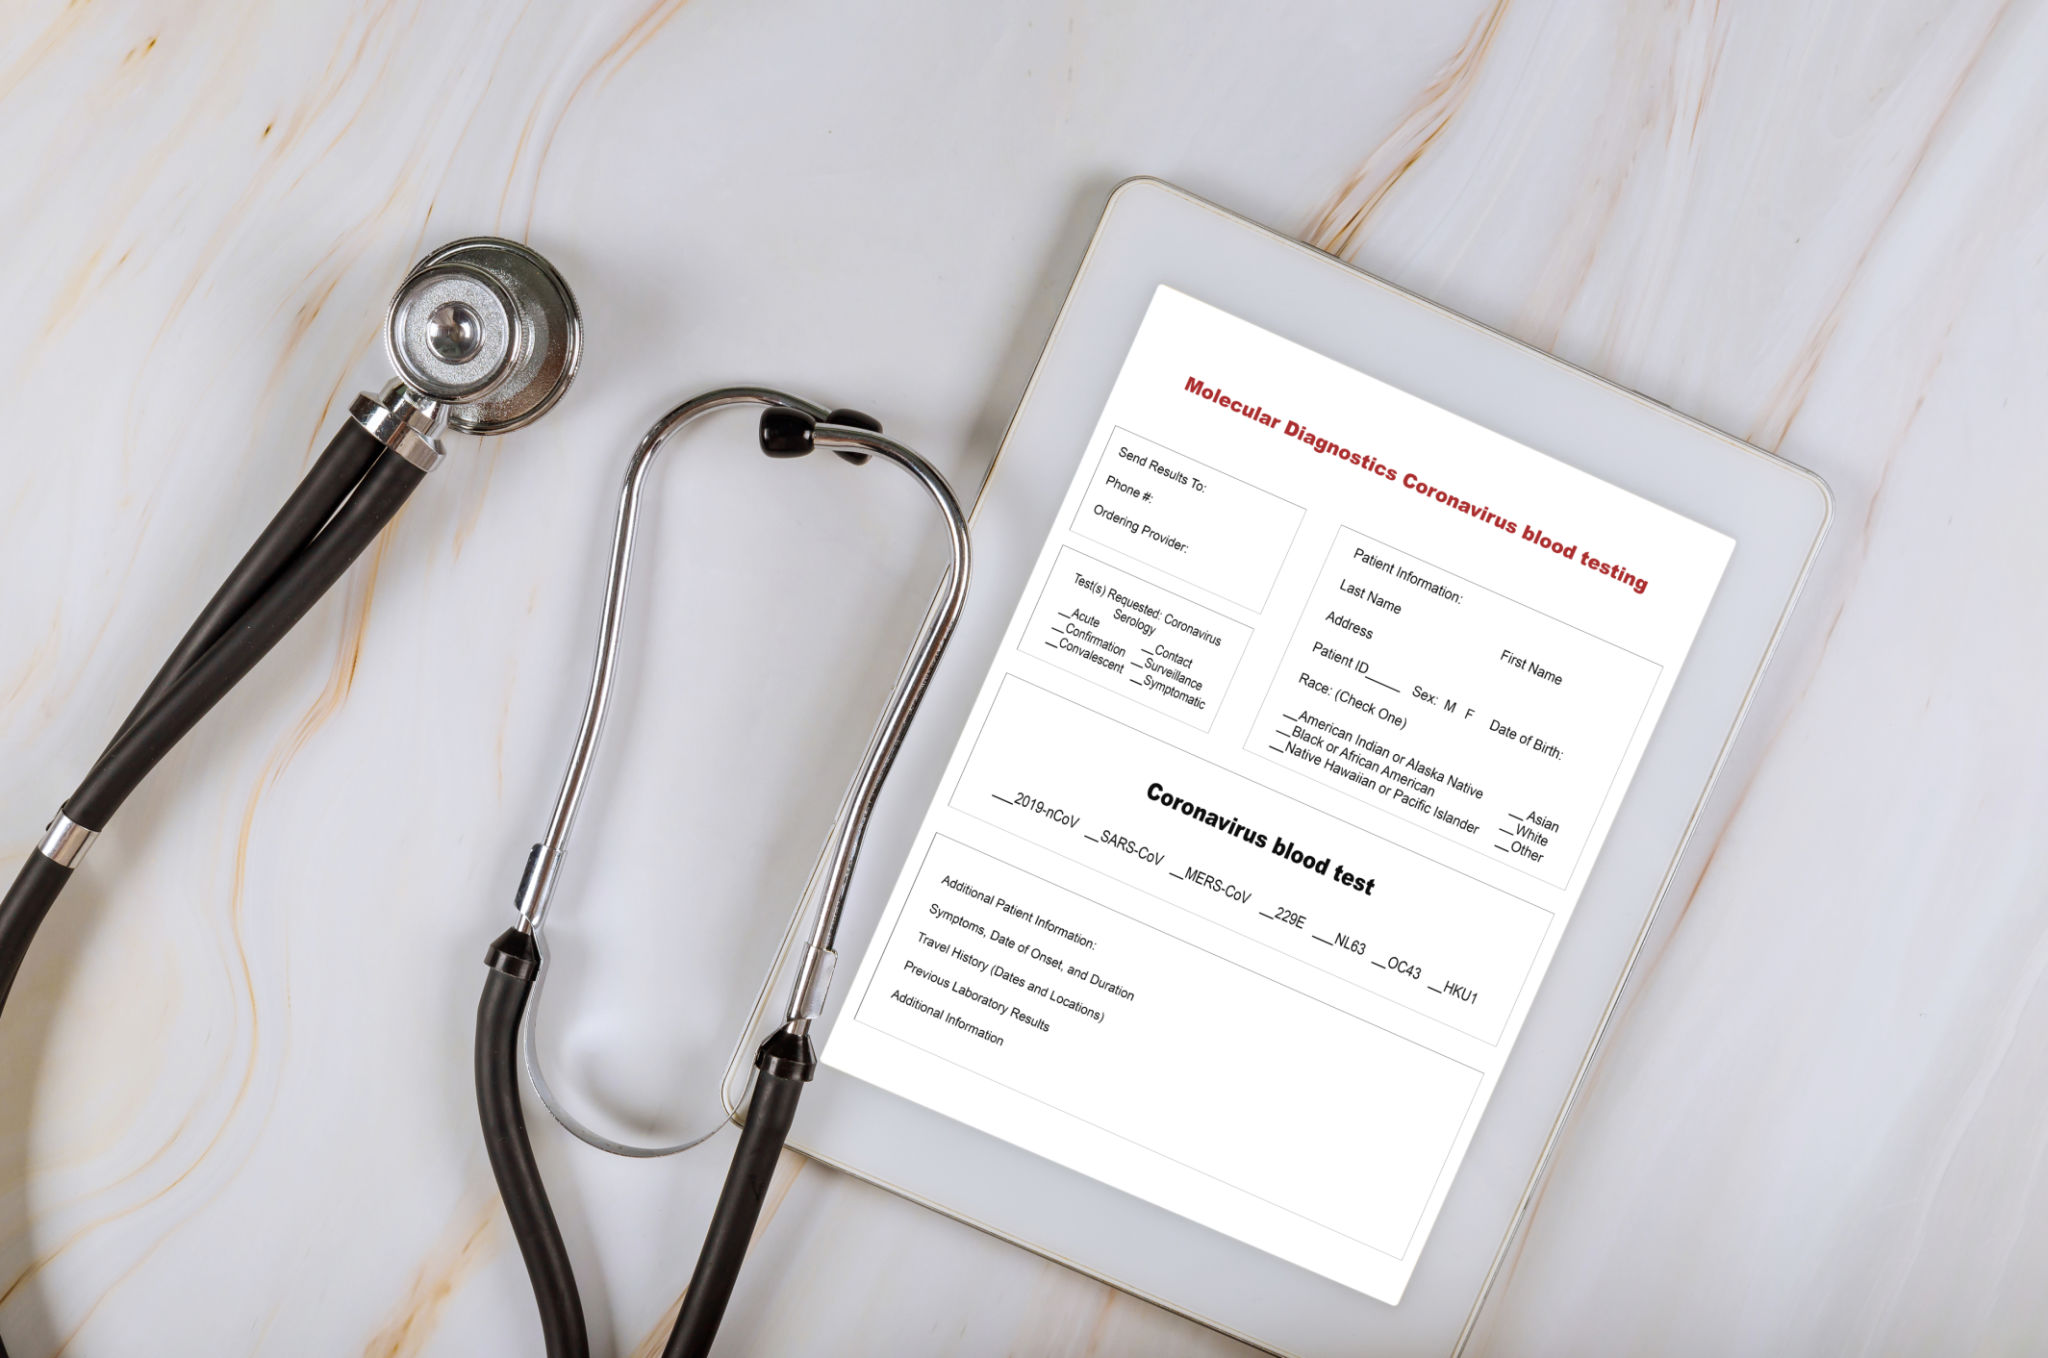 Molecular Diagnostics Coronavirus blood testing
Send Results To:
Phone #:
Ordering Provider:
Test(s) Requested: Coronavirus
Serology
__Acute
__Confirmation
__Convalescent
__Contact
__Surveillance
__Symptomatic
Patient Information:
Last Name
First Name
Address
Patient ID_____ Sex: M F Date of Birth:
Race: (Check One)
__American Indian or Alaska Native
__Black or African American
__Native Hawaiian or Pacific Islander
__Asian
__White
__Other
Coronavirus blood test
___2019-nCoV __SARS-CoV __MERS-CoV __229E ___NL63 __OC43 __HKU1
Additional Patient Information:
Symptoms, Date of Onset, and Duration
Travel History (Dates and Locations)
Previous Laboratory Results
Additional Information